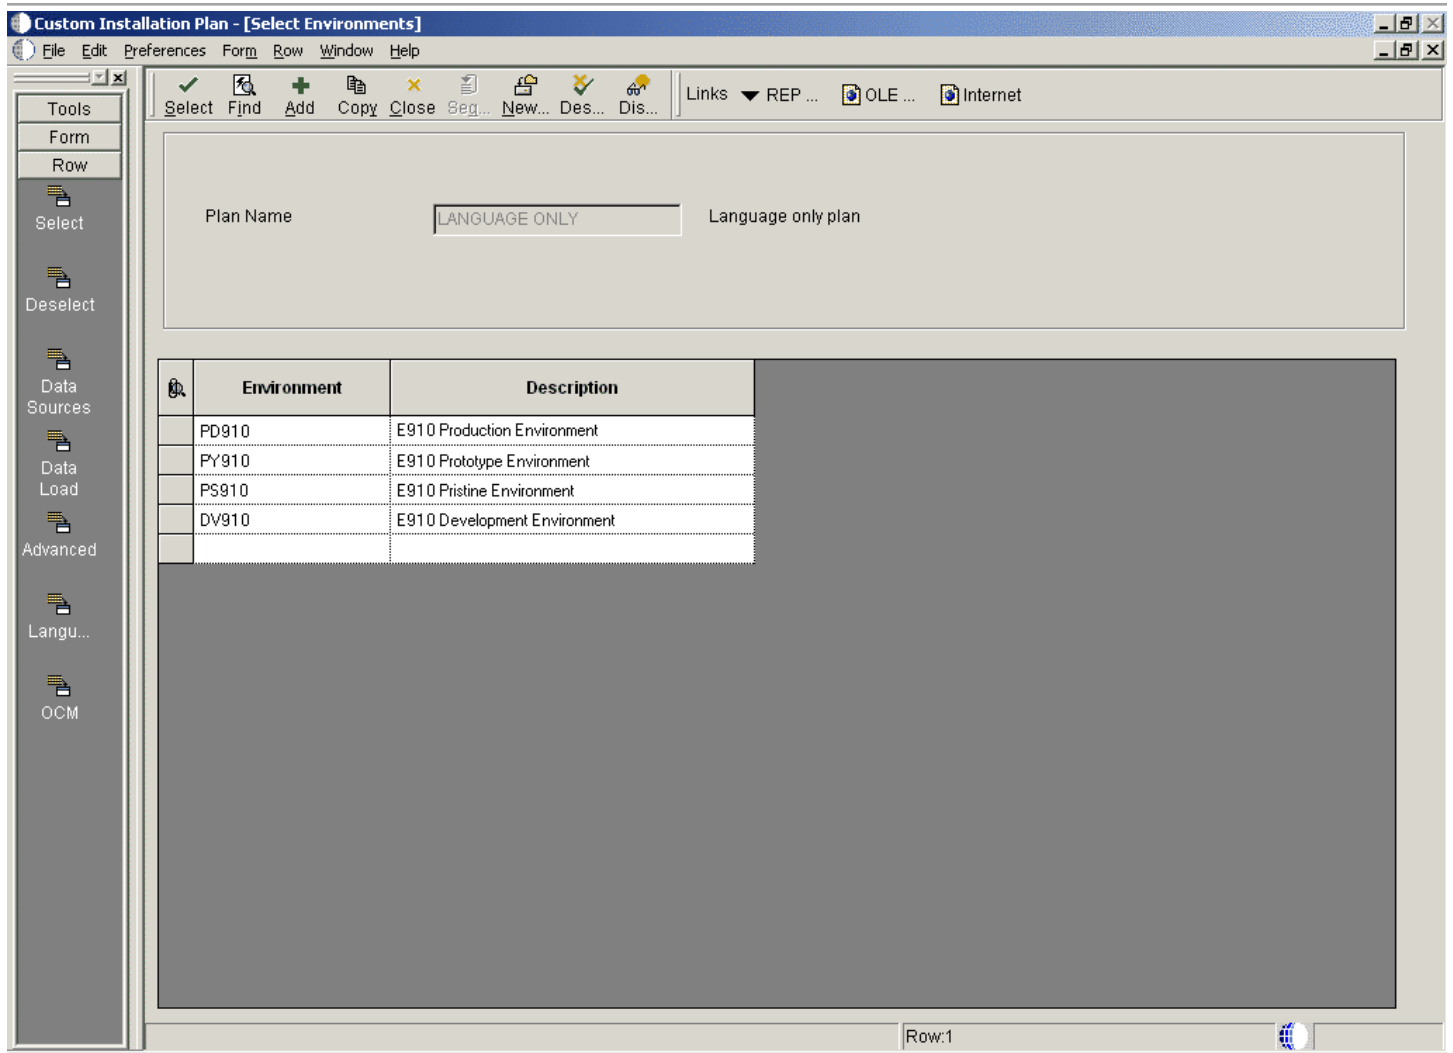 Custom Installation Plan - [Select Environments]
File Edit Preferences Form Row Window Help
Tools
Form
Row
Select
Deselect
Data
Sources
Data
Load
Advanced
Langu...
OCM
Select Find Add Copy Close Seq... New... Des... Dis... Links REP ... OLE ... Internet
Plan Name LANGUAGE ONLY Language only plan
Environment Description
PD910 E910 Production Environment
PY910 E910 Prototype Environment
PS910 E910 Pristine Environment
DV910 E910 Development Environment
Row:1